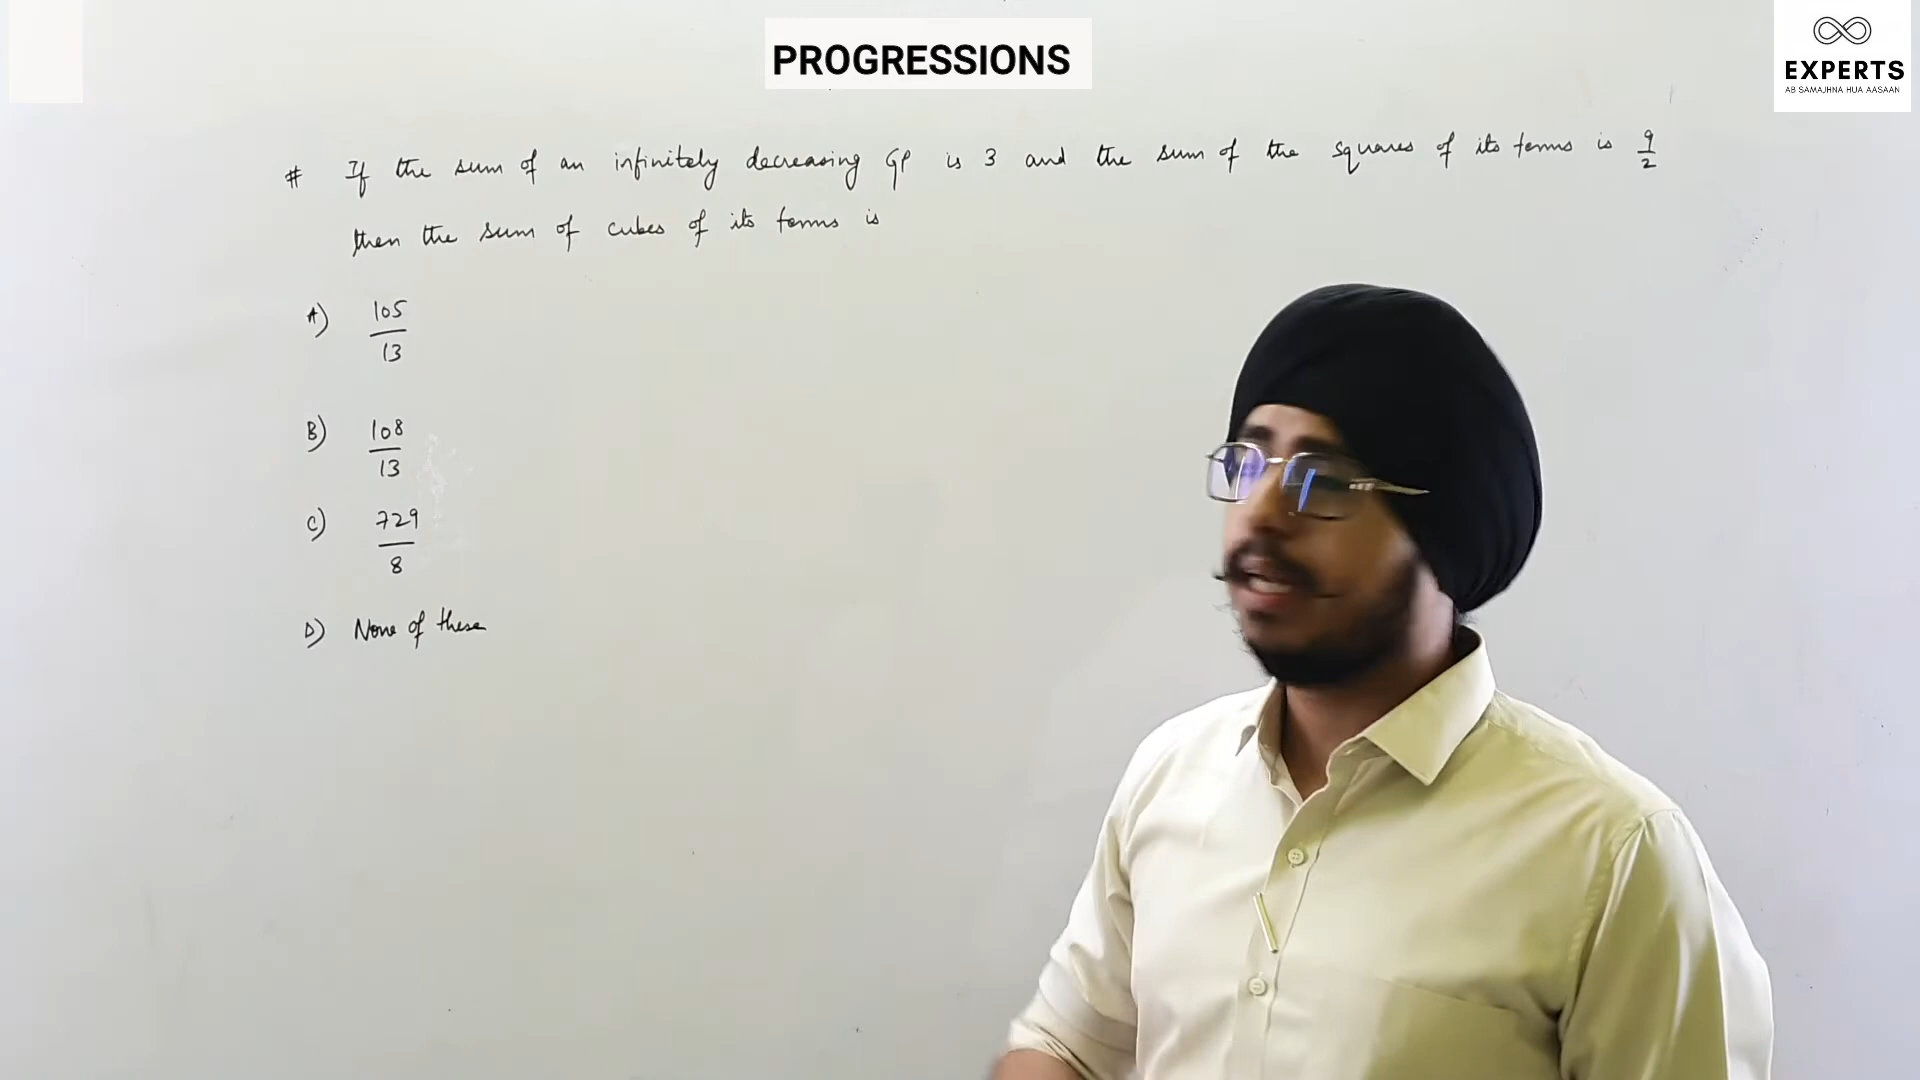 PROGRESSIONS
EXPERTS
AB SAMAJHNA HUA AASAAN
# If the sum of an infinitely decreasing GP is 3 and the sum of the squares of its terms is 9/2
then the sum of cubes of its terms is
A) 105/13
B) 108/13
C) 729/8
D) None of these